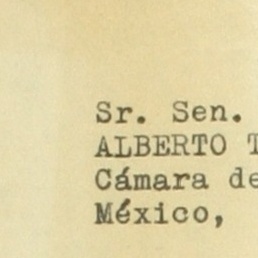 Sr. Sen.
ALBERTO
Cámara de
México,